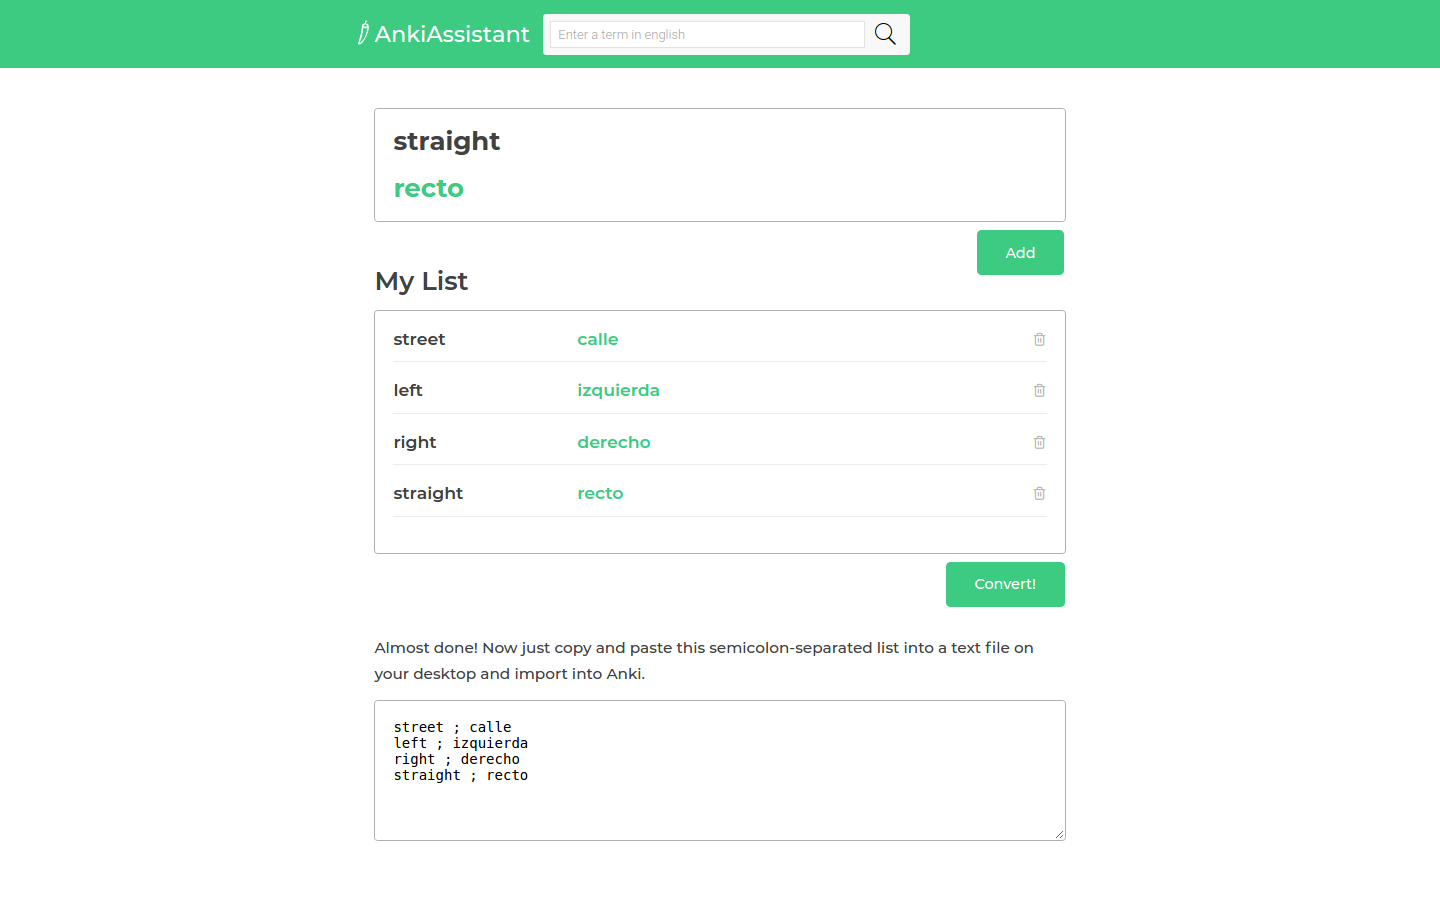 AnkiAssistant
Enter a term in english
straight
recto
Add
My List
street calle
left izquierda
right derecho
straight recto
Convert!
Almost done! Now just copy and paste this semicolon-separated list into a text file on
your desktop and import into Anki.
street ; calle
left ; izquierda
right ; derecho
straight ; recto